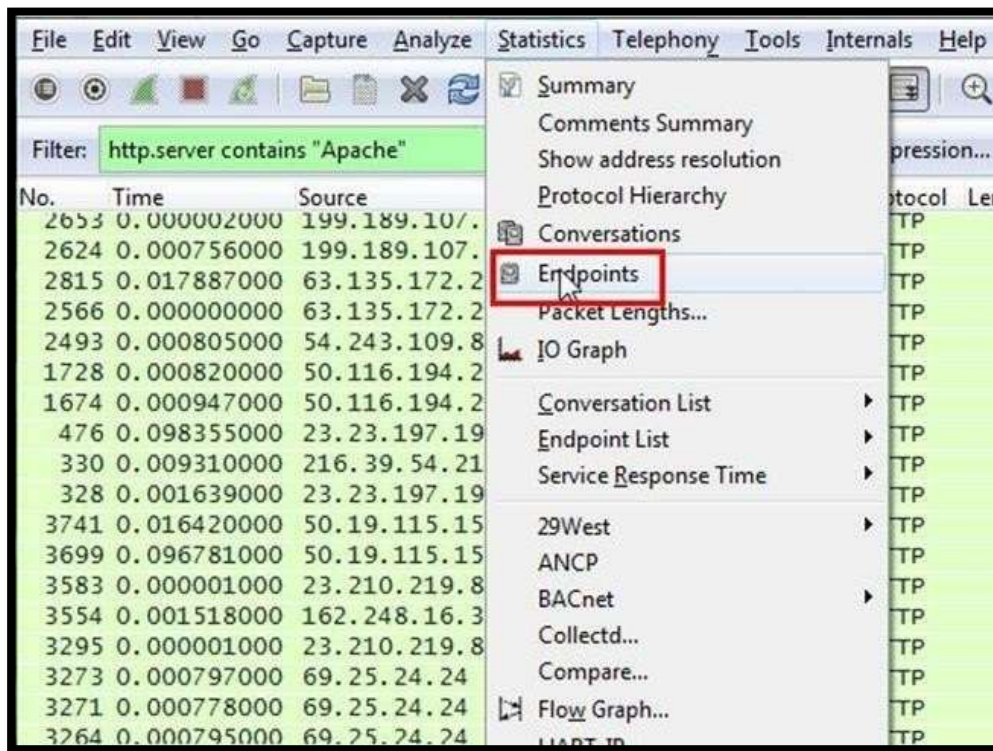 File Edit View Go Capture Analyze Statistics Telephony Tools Internals Help
Filter: http.server contains "Apache" pression...
No. Time Source tocol Le
2653 0.000002000 199.189.107. TP
2624 0.000756000 199.189.107. TP
2815 0.017887000 63.135.172.2 TP
2566 0.000000000 63.135.172.2 TP
2493 0.000805000 54.243.109.8 TP
1728 0.000820000 50.116.194.2 TP
1674 0.000947000 50.116.194.2 TP
476 0.098355000 23.23.197.19 TP
330 0.009310000 216.39.54.21 TP
328 0.001639000 23.23.197.19 TP
3741 0.016420000 50.19.115.15 TP
3699 0.096781000 50.19.115.15 TP
3583 0.000001000 23.210.219.8 TP
3554 0.001518000 162.248.16.3 TP
3295 0.000001000 23.210.219.8 TP
3273 0.000797000 69.25.24.24 TP
3271 0.000778000 69.25.24.24 TP
3264 0.000795000 69.25.24.24 TP
Summary
Comments Summary
Show address resolution
Protocol Hierarchy
Conversations
Endpoints
Packet Lengths...
IO Graph
Conversation List
Endpoint List
Service Response Time
29West
ANCP
BACnet
Collectd...
Compare...
Flow Graph...